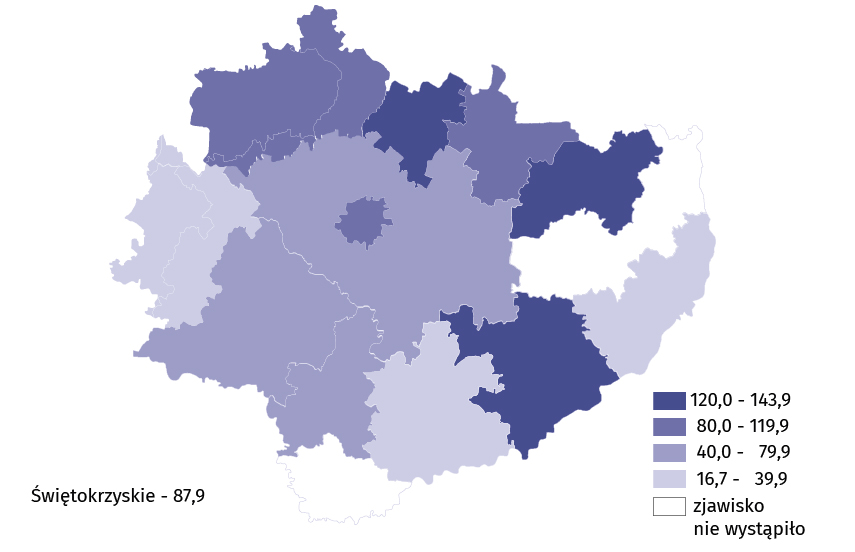 120,0 - 143,9
80,0 - 119,9
40,0 - 79,9
16,7 - 39,9
zjawisko
nie wystąpiło
Świętokrzyskie - 87,9